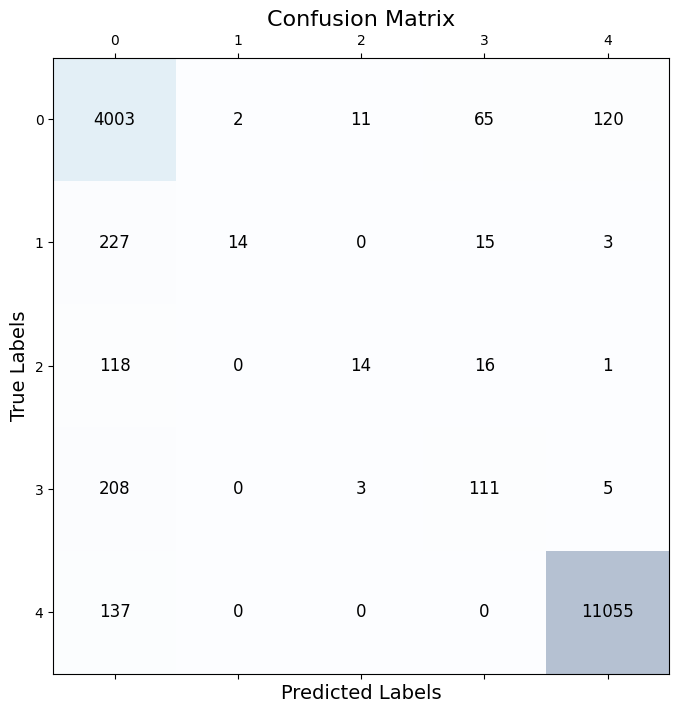 Confusion Matrix
0 1 2 3 4
0 4003 2 11 65 120
1 227 14 0 15 3
2 118 0 14 16 1
3 208 0 3 111 5
4 137 0 0 0 11055
True Labels
Predicted Labels